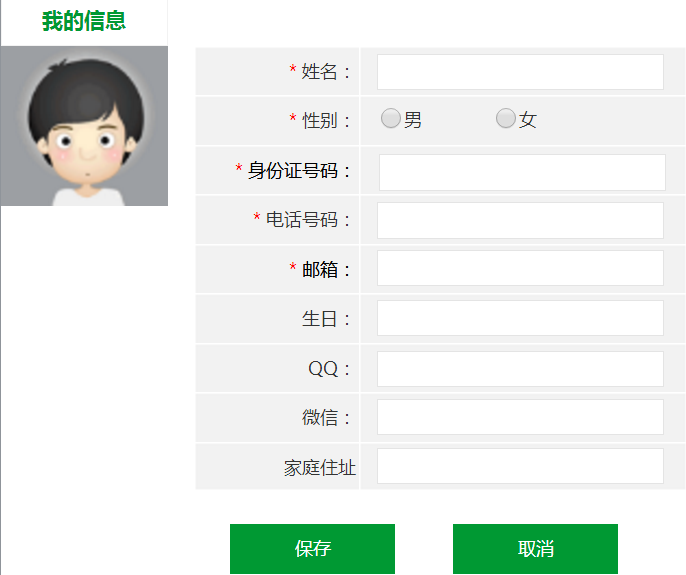 我的信息
* 姓名：
* 性别： 男 女
* 身份证号码：
* 电话号码：
* 邮箱：
生日：
QQ：
微信：
家庭住址
保存 取消